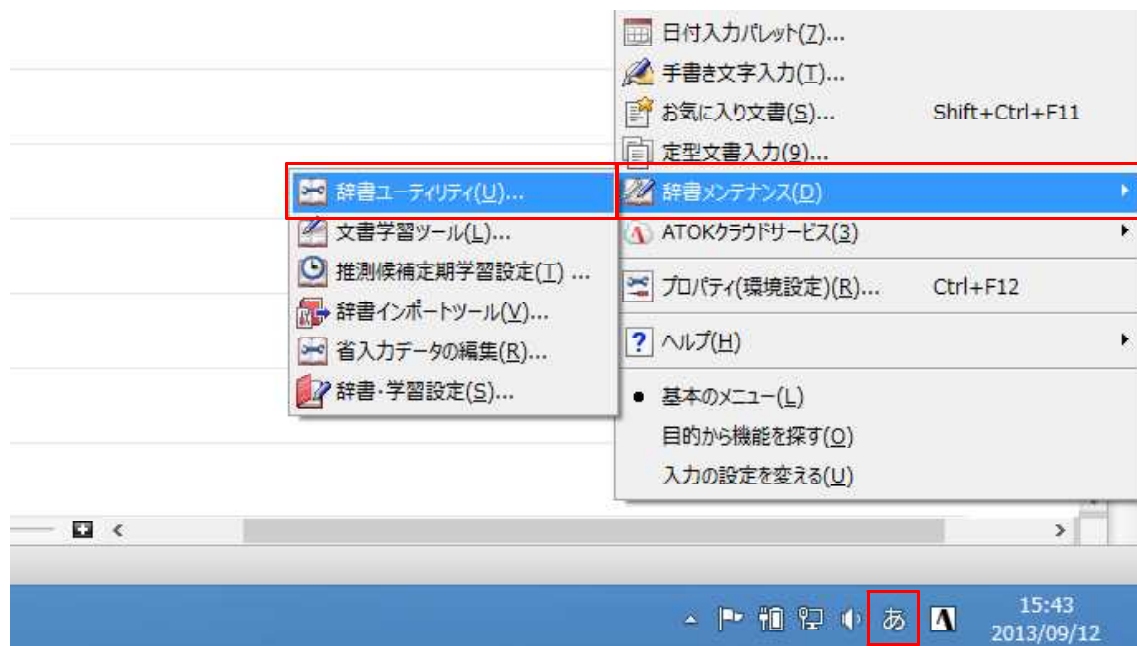 日付入力パレット(7)...
手書き文字入力(T)...
お気に入り文書(S)... Shift+Ctrl+F11
定型文書入力(9)...
辞書メンテナンス(D)
ATOKクラウドサービス(3)
プロパティ(環境設定)(R)... Ctrl+F12
ヘルプ(H)
● 基本のメニュー(L)
目的から機能を探す(O)
入力の設定を変える(U)
辞書ユーティリティ(U)...
文書学習ツール(L)...
推測候補定期学習設定(T) ...
辞書インポートツール(V)...
省入力データの編集(R)...
辞書・学習設定(S)...
あ
15:43
2013/09/12